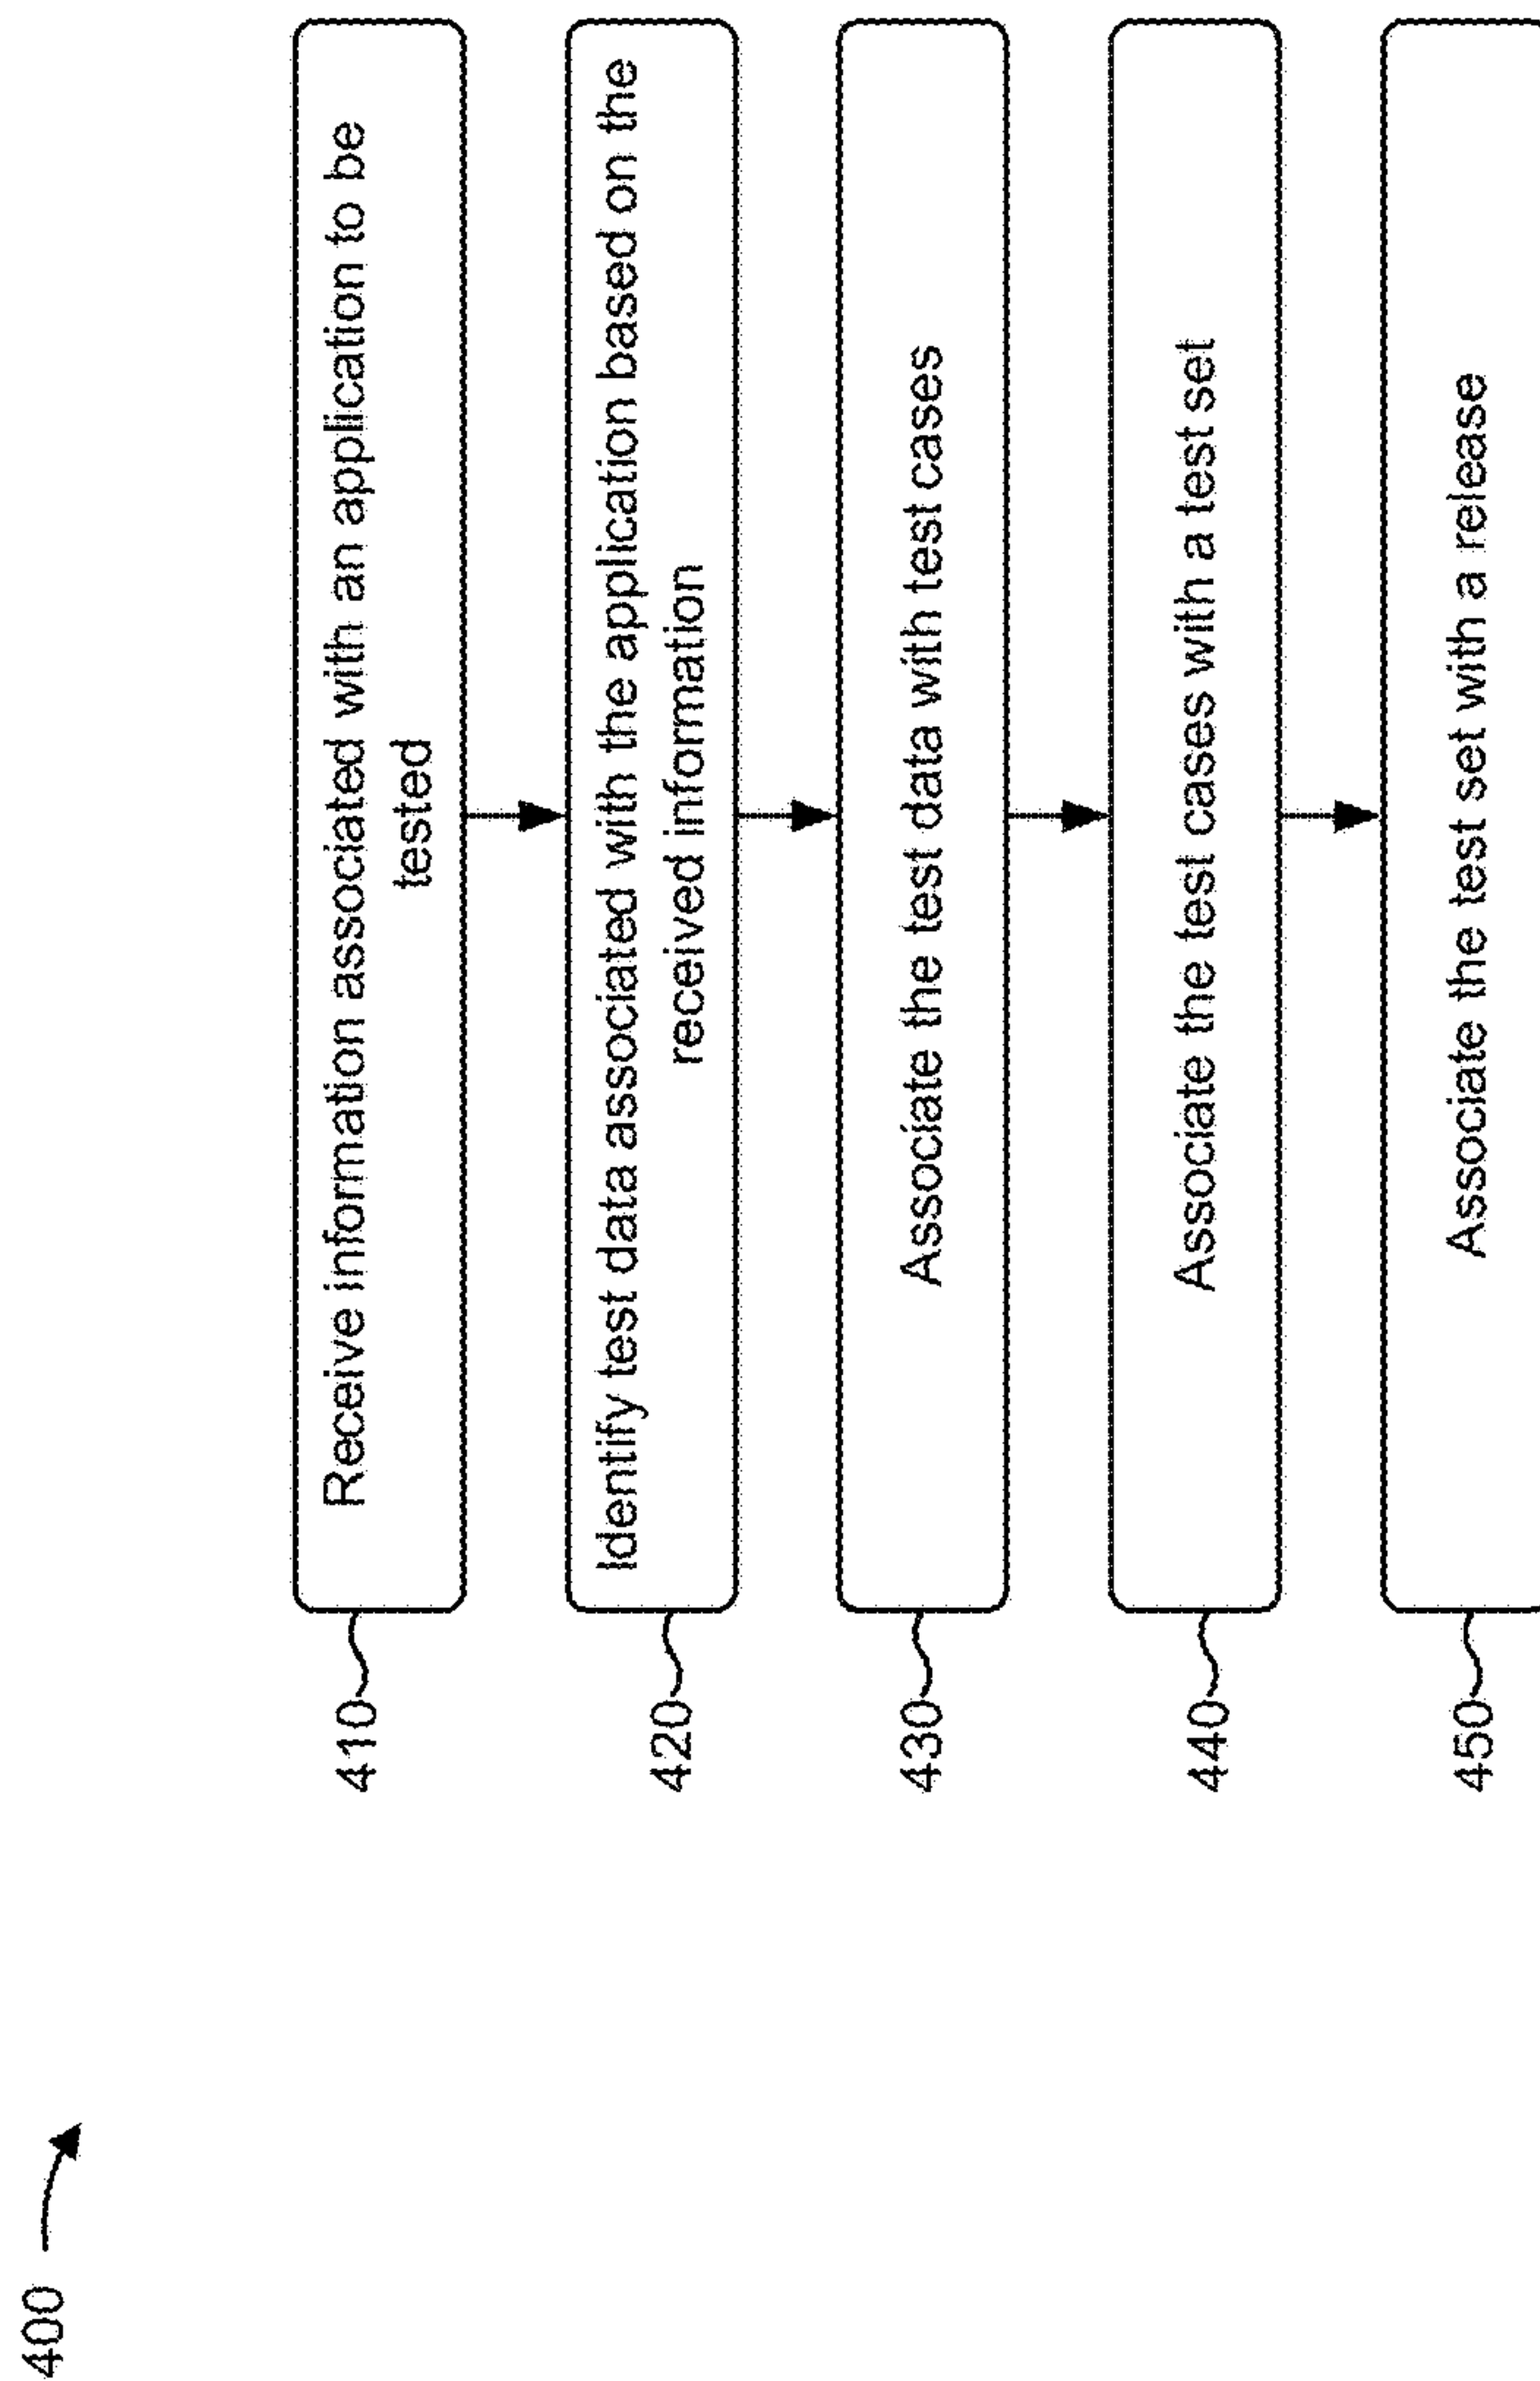 400
410
Receive information associated with an application to be
tested
420
Identify test data associated with the application based on the
received information
430
Associate the test data with test cases
440
Associate the test cases with a test set
450
Associate the test set with a release